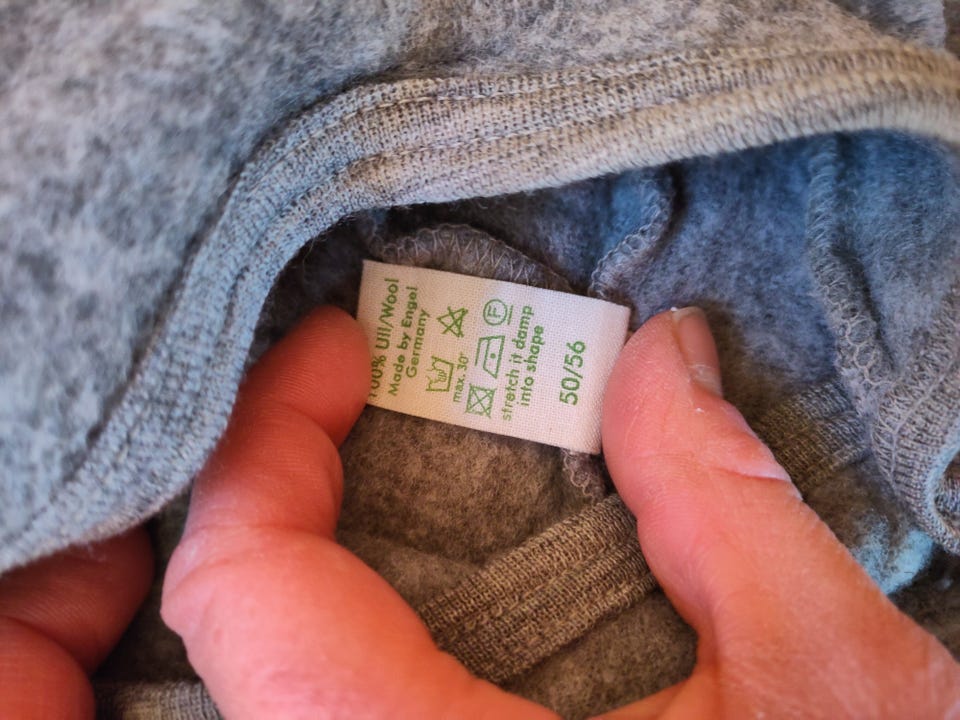 100% Ull/Wool
Made by Engel
Germany
max. 30°
F
stretch it damp
into shape
50/56